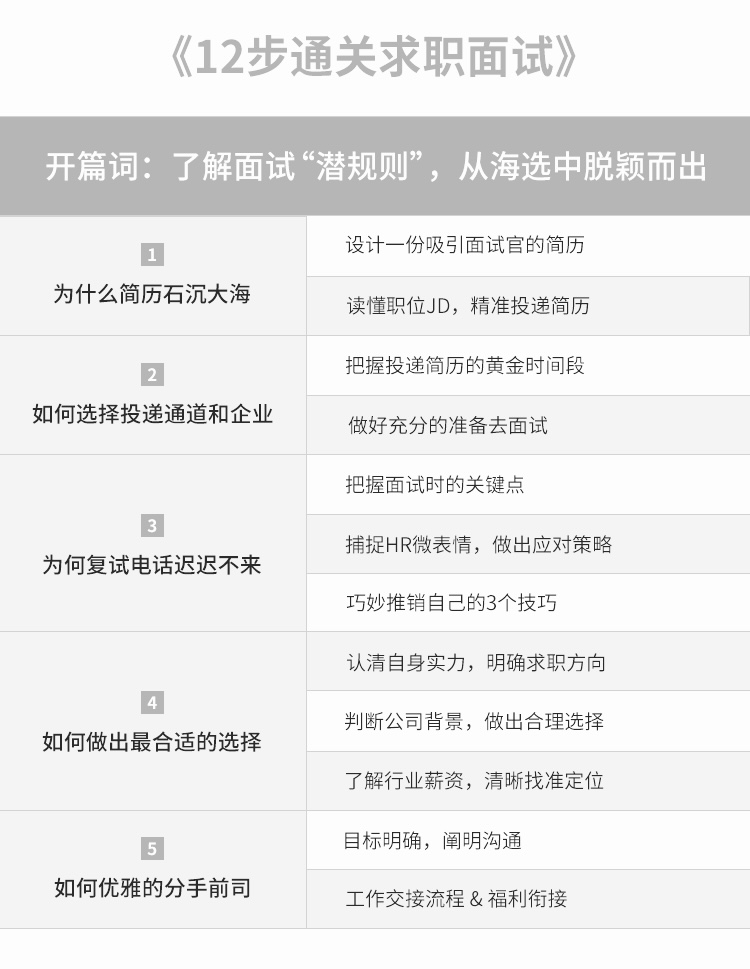 《12步通关求职面试》
开篇词：了解面试“潜规则”，从海选中脱颖而出
1
为什么简历石沉大海
设计一份吸引面试官的简历
读懂职位JD，精准投递简历
2
如何选择投递通道和企业
把握投递简历的黄金时间段
做好充分的准备去面试
3
为何复试电话迟迟不来
把握面试时的关键点
捕捉HR微表情，做出应对策略
巧妙推销自己的3个技巧
4
如何做出最合适的选择
认清自身实力，明确求职方向
判断公司背景，做出合理选择
了解行业薪资，清晰找准定位
5
如何优雅的分手前司
目标明确，阐明沟通
工作交接流程 & 福利衔接